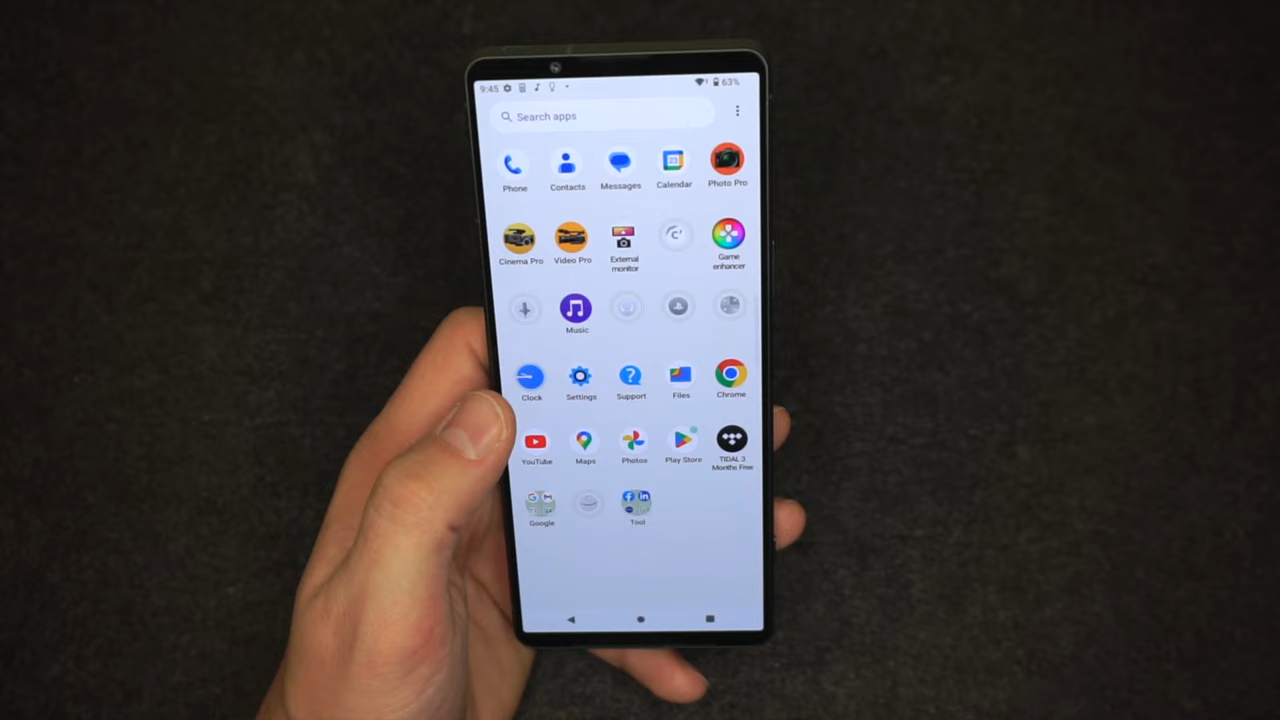 9:45
63%
Search apps
Phone
Contacts
Messages
23
Calendar
Photo Pro
Cinema Pro
Video Pro
External
monitor
Game
enhancer
Music
Clock
Settings
Support
Files
Chrome
YouTube
Maps
Photos
Play Store
TIDAL 3
Months Free
Google
Tool